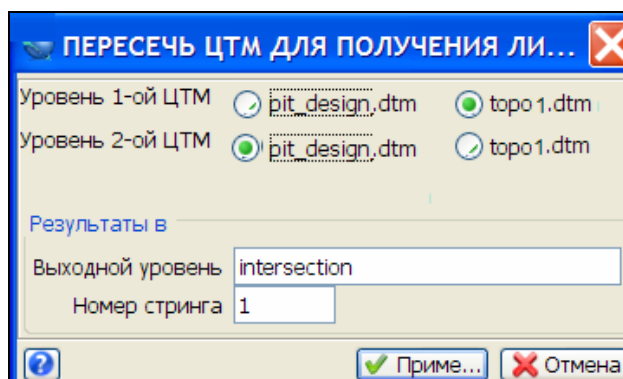 ПЕРЕСЕЧЬ ЦТМ ДЛЯ ПОЛУЧЕНИЯ ЛИ...
Уровень 1-ой ЦТМ pit_design.dtm topo1.dtm
Уровень 2-ой ЦТМ pit_design.dtm topo1.dtm
Результаты в
Выходной уровень intersection
Номер стринга 1
Приме... Отмена